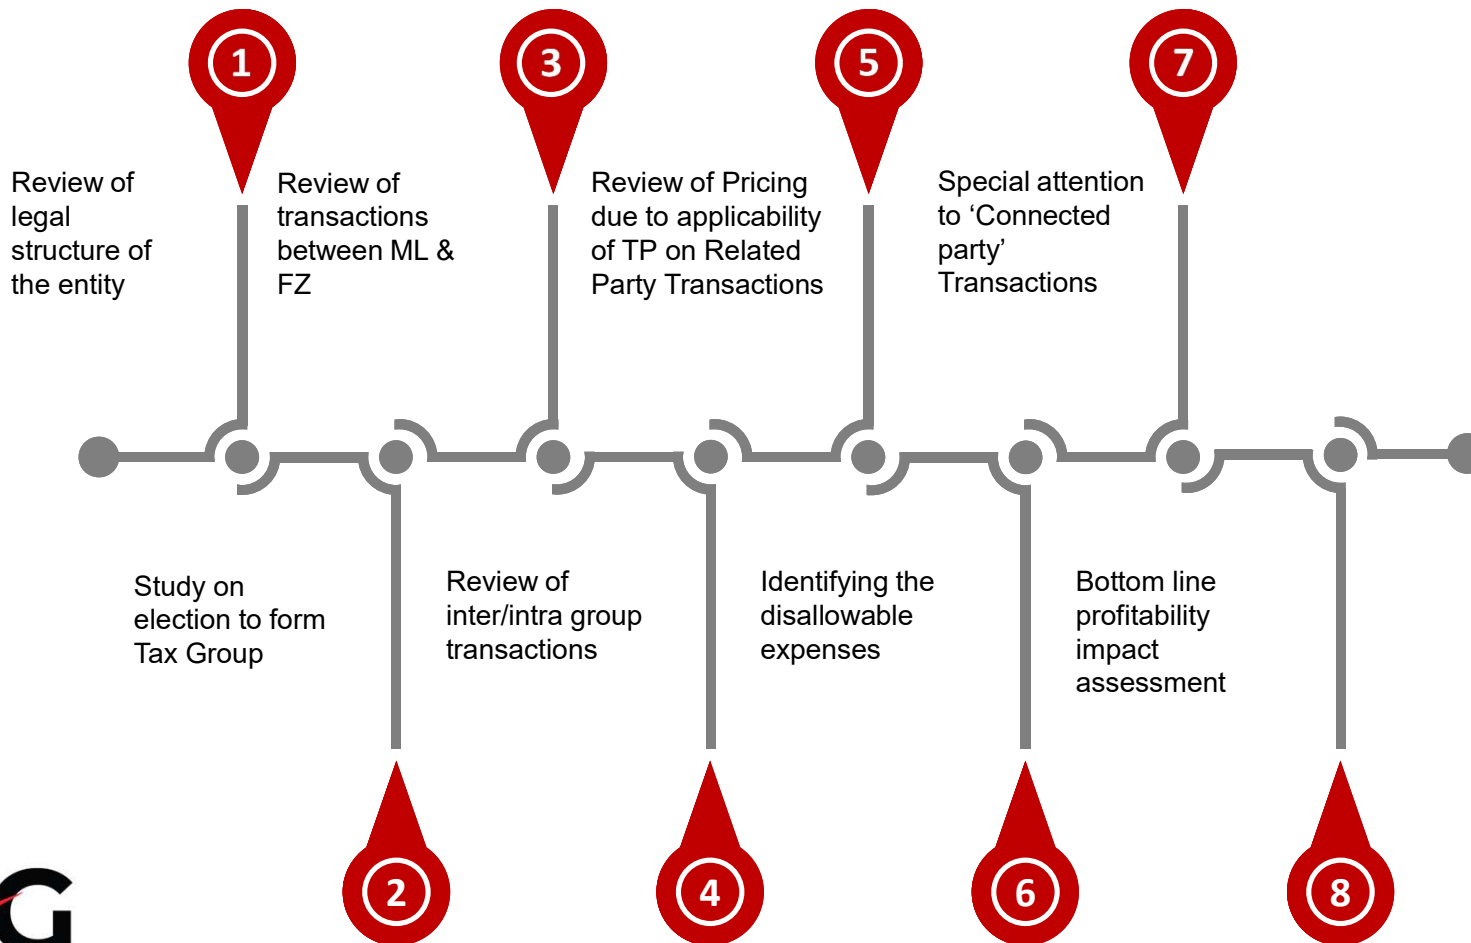 1
Review of
legal
structure of
the entity
2
Study on
election to form
Tax Group
3
Review of
transactions
between ML &
FZ
4
Review of
inter/intra group
transactions
5
Review of Pricing
due to applicability
of TP on Related
Party Transactions
6
Identifying the
disallowable
expenses
7
Special attention
to ‘Connected
party’
Transactions
8
Bottom line
profitability
impact
assessment
G